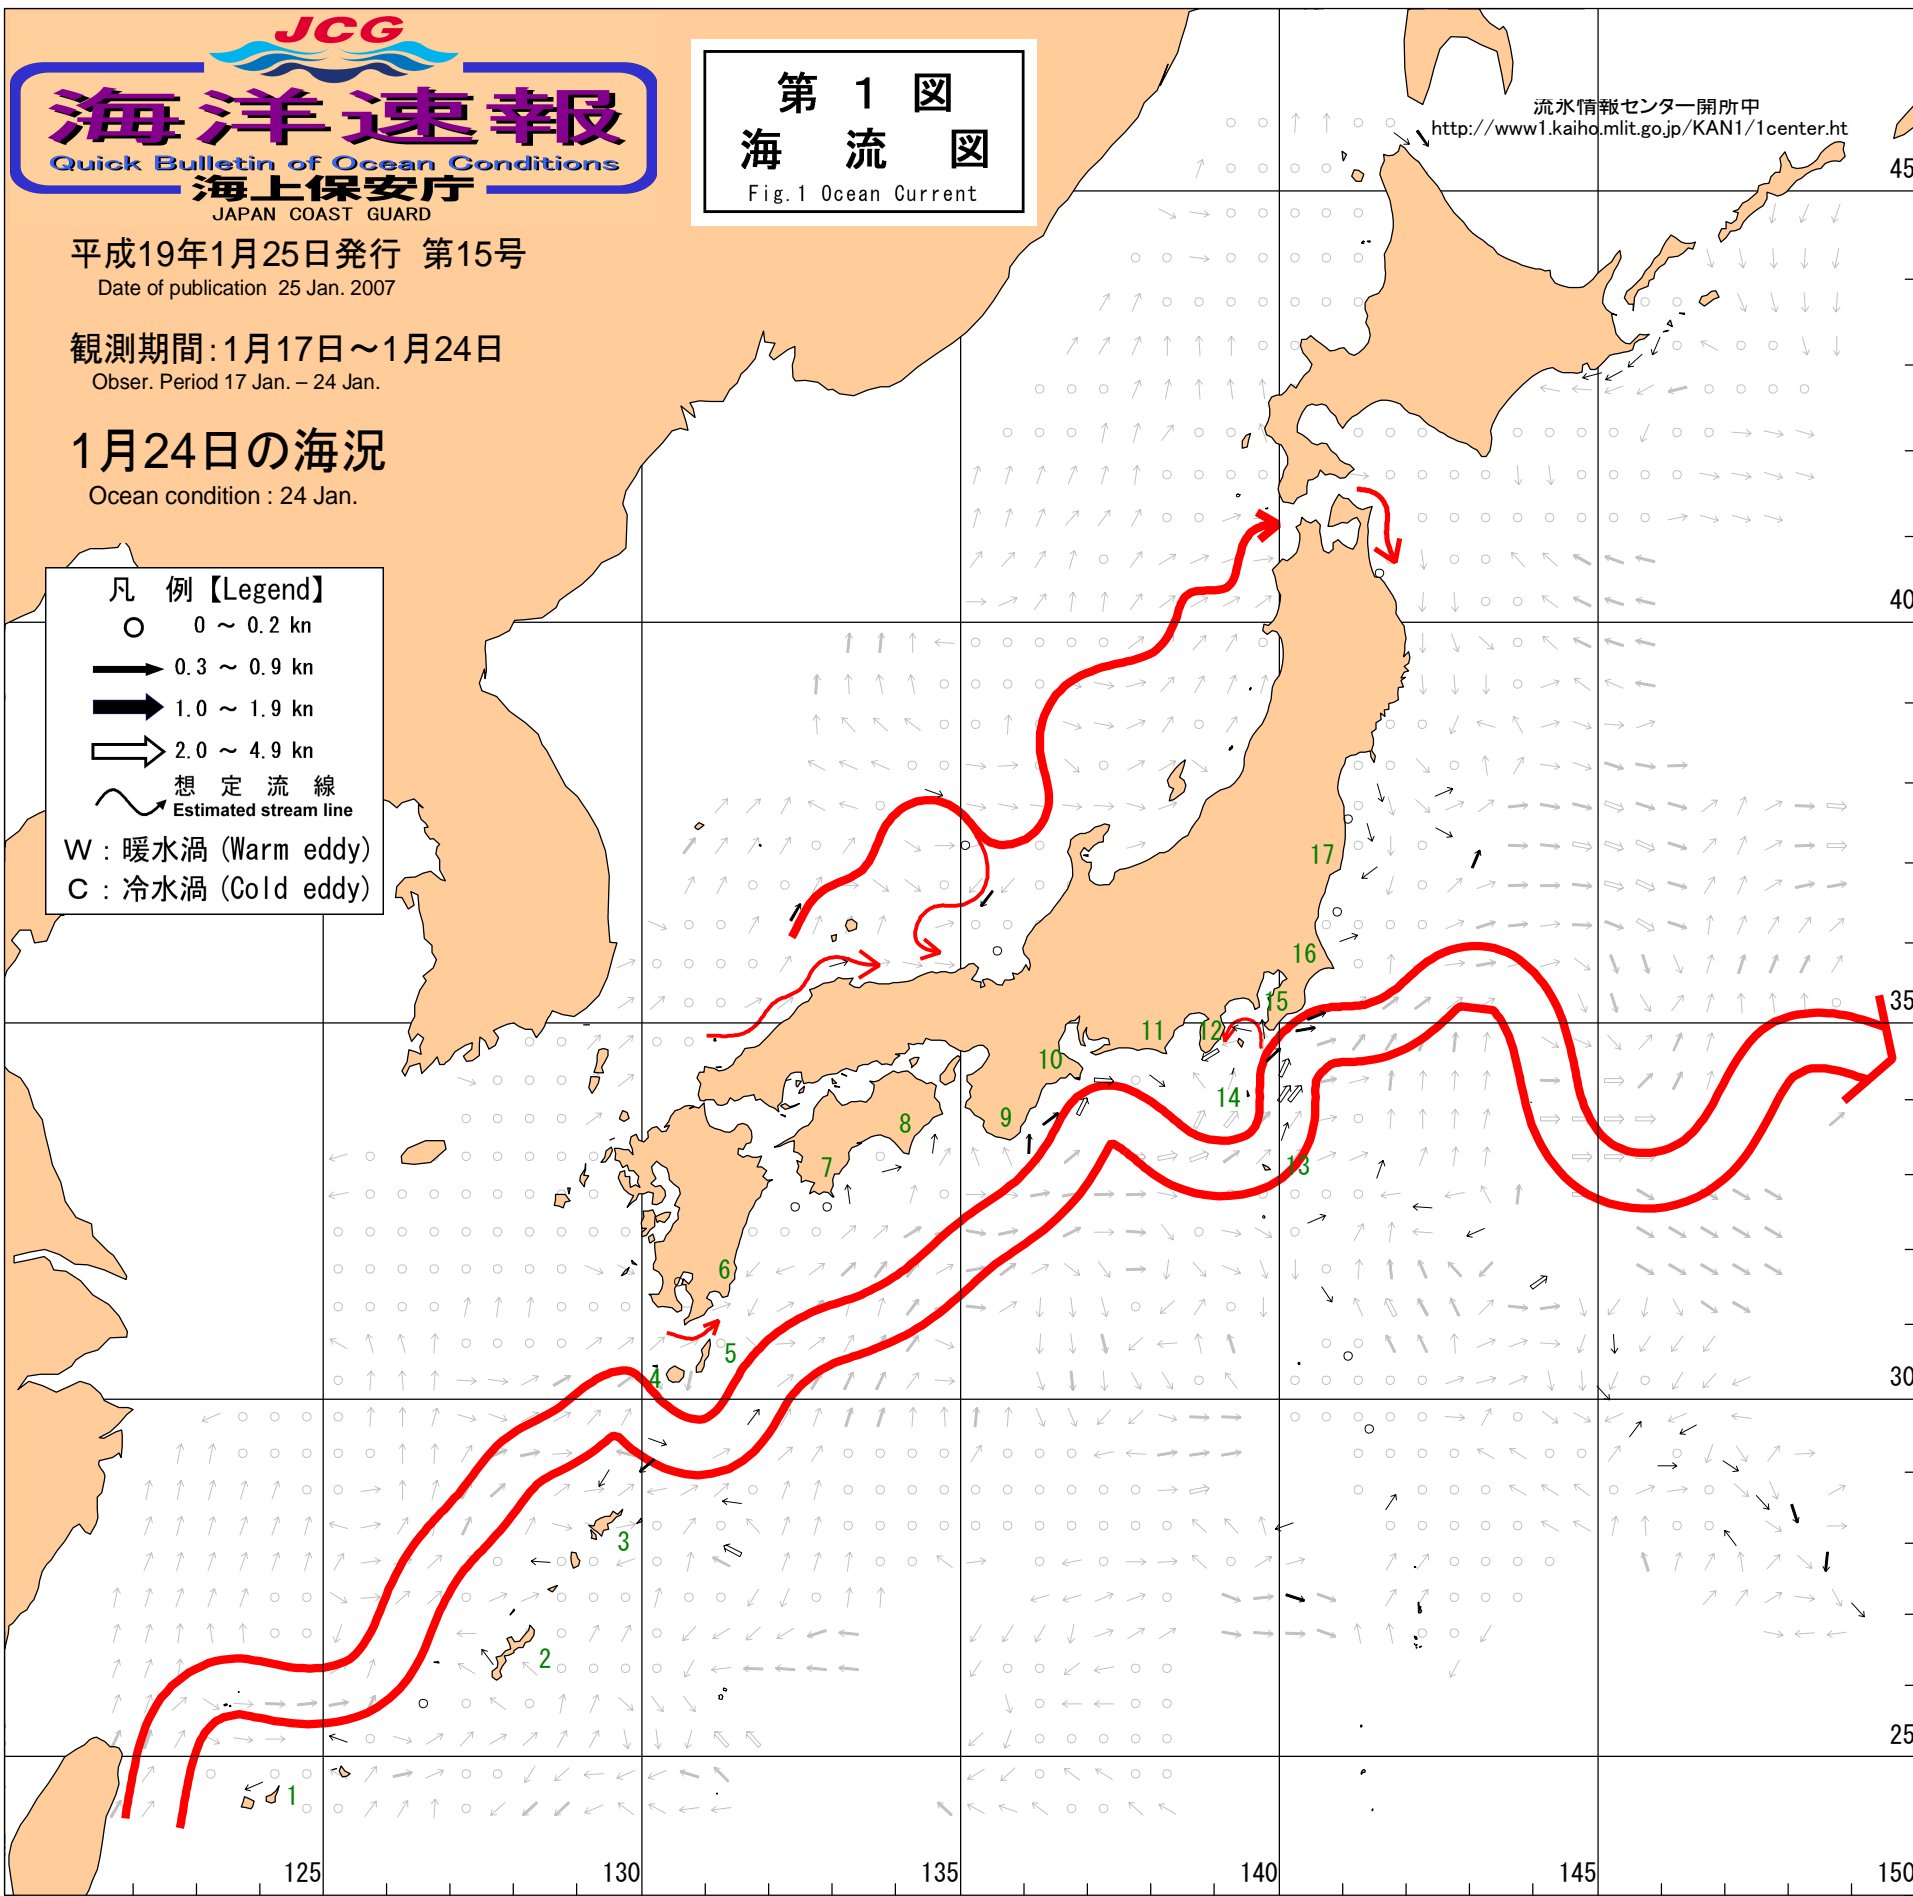 JCG
海洋速報
Quick Bulletin of Ocean Conditions
海上保安庁
JAPAN COAST GUARD
平成19年1月25日発行 第15号
Date of publication 25 Jan. 2007
観測期間:1月17日～1月24日
Obser. Period 17 Jan. – 24 Jan.
1月24日の海況
Ocean condition : 24 Jan.
第 1 図
海 流 図
Fig.1 Ocean Current
流氷情報センター開所中
http://www1.kaiho.mlit.go.jp/KAN1/1center.ht
凡 例【Legend】
0 ～ 0.2 kn
0.3 ～ 0.9 kn
1.0 ～ 1.9 kn
2.0 ～ 4.9 kn
想 定 流 線
Estimated stream line
W : 暖水渦 (Warm eddy)
C : 冷水渦 (Cold eddy)
45
40
35
30
25
17
16
15
12
11
10
14
9
8
13
7
6
5
4
3
2
1
125
130
135
140
145
150